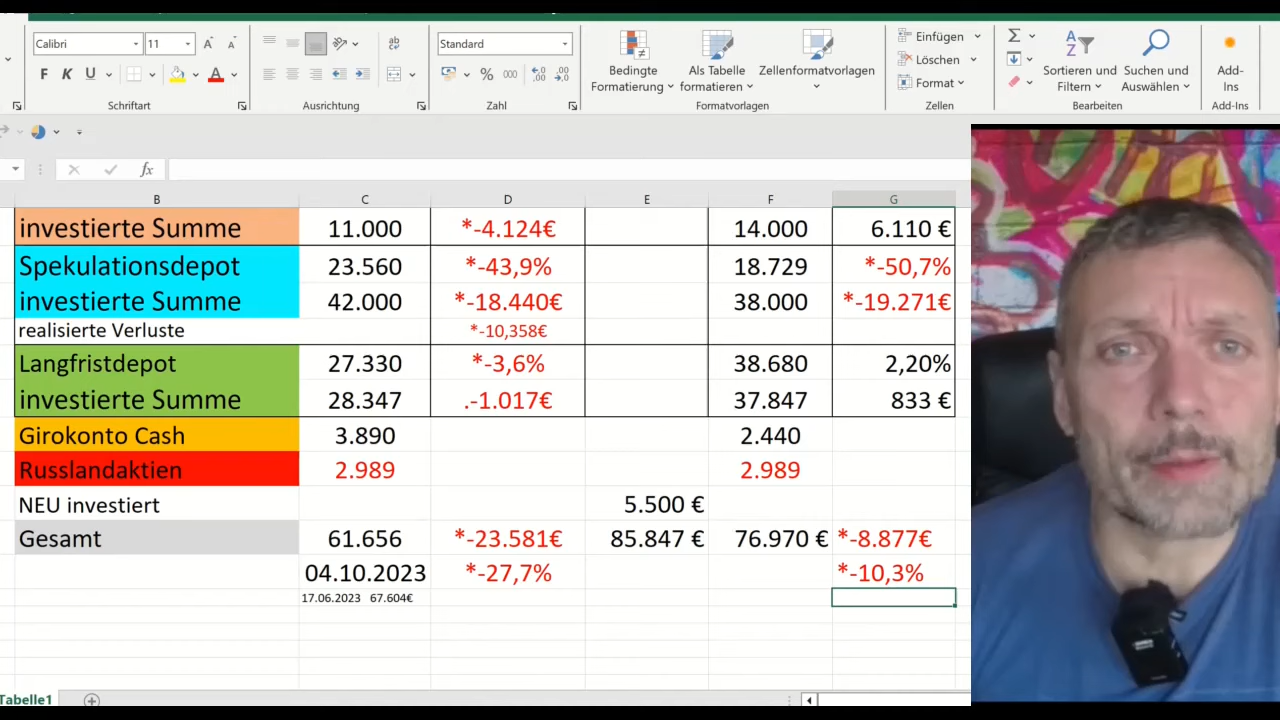 Calibri 11 Standard Einfügen
Löschen
Format
F K U
% 000
Bedingte Formatierung
Als Tabelle formatieren
Zellenformatvorlagen
Sortieren und Filtern
Suchen und Auswählen
Add-Ins
Schriftart Ausrichtung Zahl Formatvorlagen Zellen Bearbeiten Add-Ins
fx
B C D E F G
investierte Summe 11.000 *-4.124€ 14.000 6.110 €
Spekulationsdepot 23.560 *-43,9% 18.729 *-50,7%
investierte Summe 42.000 *-18.440€ 38.000 *-19.271€
realisierte Verluste *-10,358€
Langfristdepot 27.330 *-3,6% 38.680 2,20%
investierte Summe 28.347 .-1.017€ 37.847 833 €
Girokonto Cash 3.890 2.440
Russlandaktien 2.989 2.989
NEU investiert 5.500 €
Gesamt 61.656 *-23.581€ 85.847 € 76.970 € *-8.877€
04.10.2023 *-27,7% *-10,3%
17.06.2023 67.604€
Tabelle1